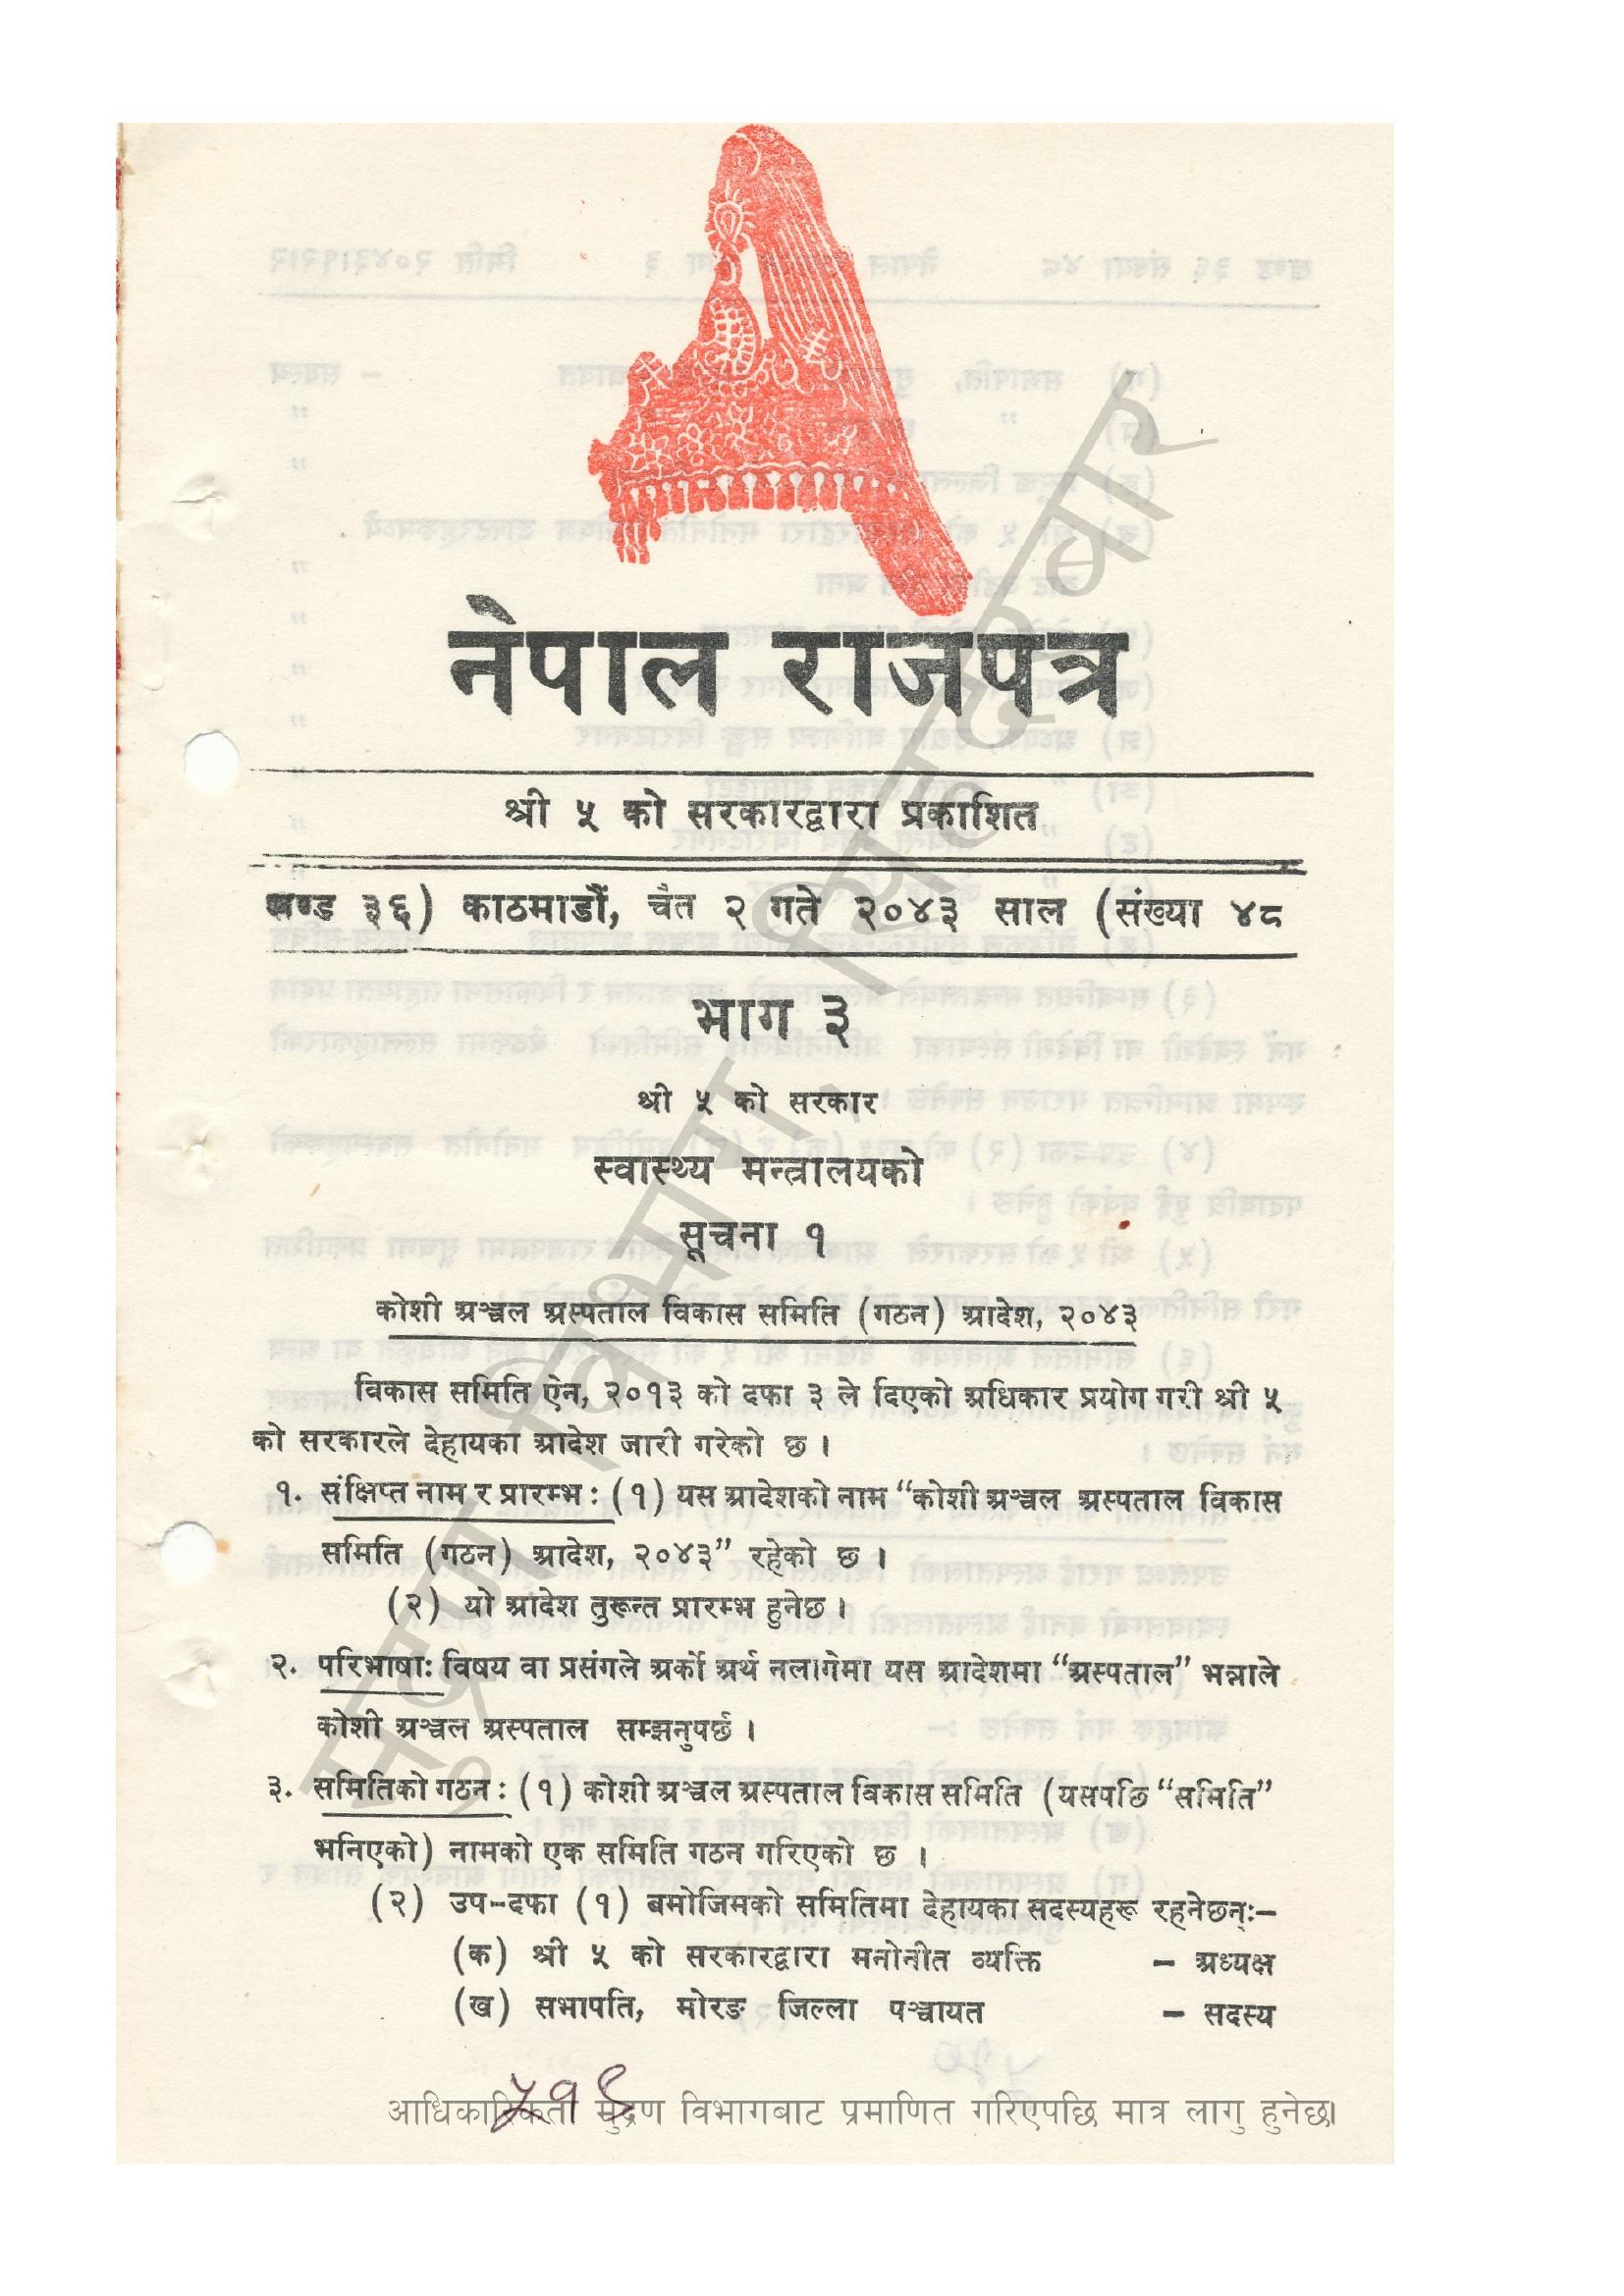 नेपाल राजपत्र
श्री ५ को सरकारद्वारा प्रकाशित
खण्ड ३६) काठमाडौं, चैत २ गते २०४३ साल (संख्या ४८
भाग ३
श्री ५ को सरकार
स्वास्थ्य मन्त्रालयको
सूचना १
कोशी अञ्चल अस्पताल विकास समिति (गठन) आदेश, २०४३
विकास समिति ऐन, २०१३ को दफा ३ ले दिएको अधिकार प्रयोग गरी श्री ५
को सरकारले देहायका आदेश जारी गरेको छ ।
१. संक्षिप्त नाम र प्रारम्भ : (१) यस आदेशको नाम “कोशी अञ्चल अस्पताल विकास
समिति (गठन) आदेश, २०४३” रहेको छ ।
(२) यो आदेश तुरून्त प्रारम्भ हुनेछ ।
२. परिभाषाः विषय वा प्रसंगले अर्को अर्थ नलागेमा यस आदेशमा “अस्पताल” भन्नाले
कोशी अञ्चल अस्पताल सम्झनुपर्छ ।
३. समितिको गठन : (१) कोशी अञ्चल अस्पताल विकास समिति (यसपछि “समिति”
भनिएको) नामको एक समिति गठन गरिएको छ ।
(२) उप-दफा (१) बमोजिमको समितिमा देहायका सदस्यहरू रहनेछन्ः–
(क) श्री ५ को सरकारद्वारा मनोनीत व्यक्ति – अध्यक्ष
(ख) सभापति, मोरङ जिल्ला पञ्चायत – सदस्य
५१९
आधिकारिकता मुद्रण विभागबाट प्रमाणित गरिएपछि मात्र लागु हुनेछ।
मुद्रण विभाग, सिंहदरबार